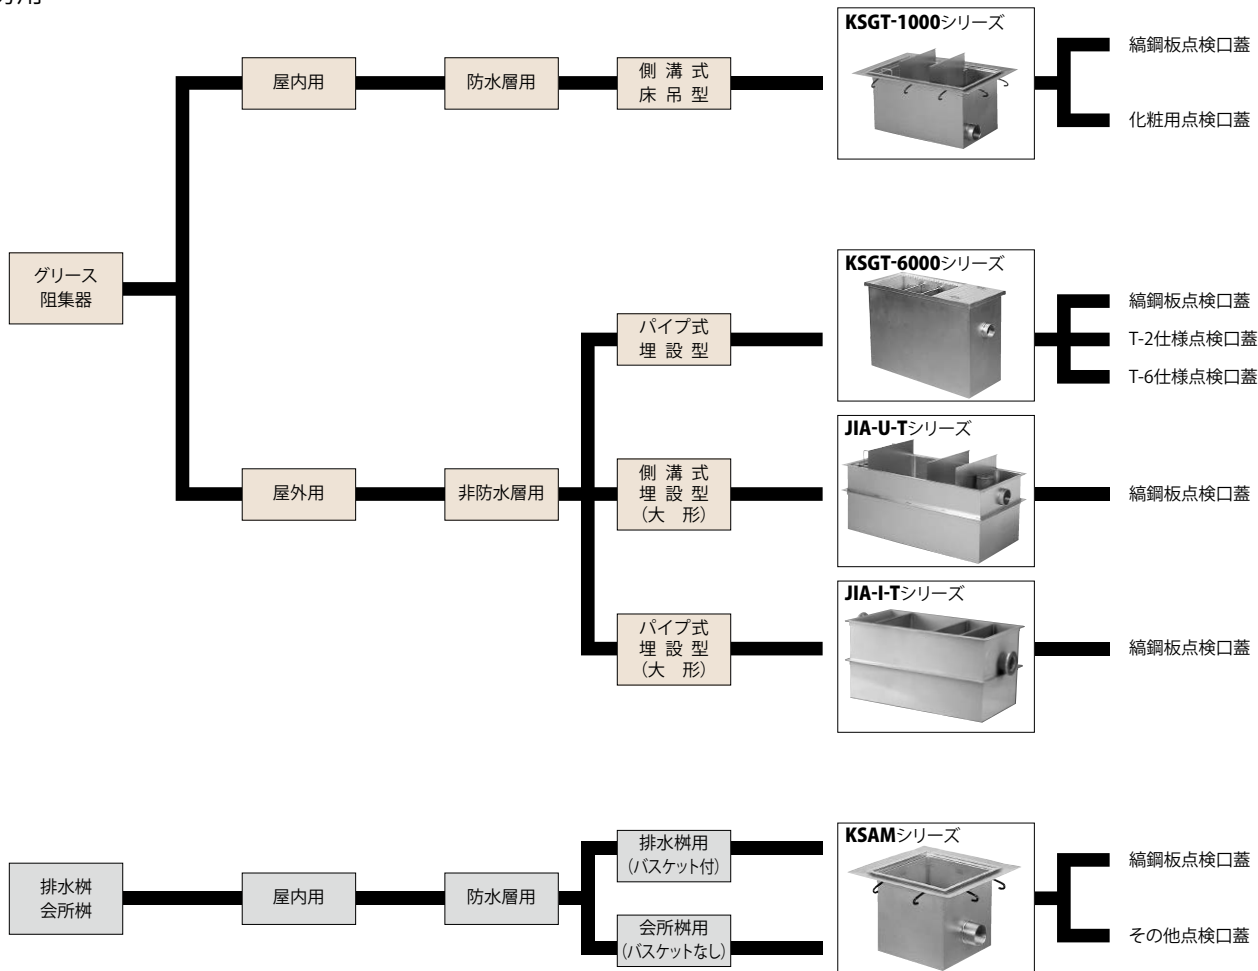 屋内用
防水層用
側溝式
床吊型
KSGT-1000シリーズ
縞鋼板点検口蓋
化粧用点検口蓋
グリース
阻集器
屋外用
非防水層用
パイプ式
埋設型
KSGT-6000シリーズ
縞鋼板点検口蓋
T-2仕様点検口蓋
T-6仕様点検口蓋
側溝式
埋設型
(大形)
JIA-U-Tシリーズ
縞鋼板点検口蓋
パイプ式
埋設型
(大形)
JIA-I-Tシリーズ
縞鋼板点検口蓋
排水桝
会所桝
屋内用
防水層用
排水桝用
(バスケット付)
会所桝用
(バスケットなし)
KSAMシリーズ
縞鋼板点検口蓋
その他点検口蓋